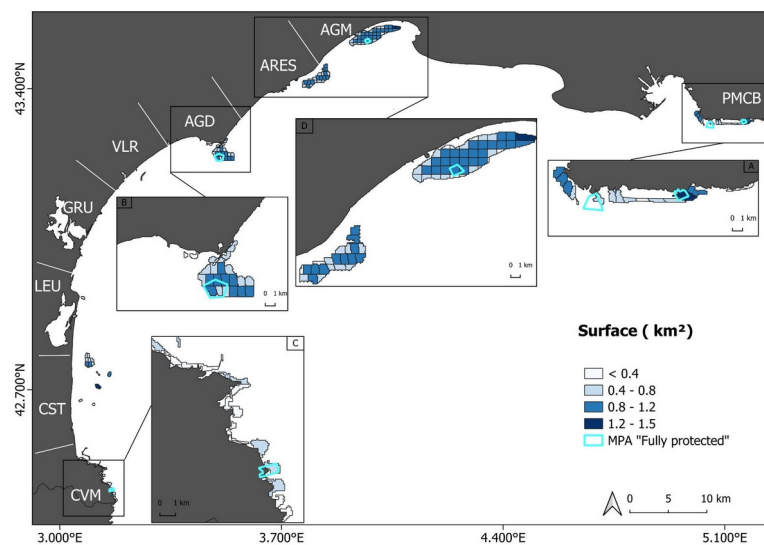 AGM
ARES
PMCB
43.400°N
AGD
D
VLR
A
0 1 km
B
GRU
0 1 km
0 1 km
LEU
Surface ( km²)
C
< 0.4
0.4 - 0.8
42.700°N
0.8 - 1.2
CST
1.2 - 1.5
MPA "Fully protected"
CVM
0 1 km
0 5 10 km
3.000°E 3.700°E 4.400°E 5.100°E